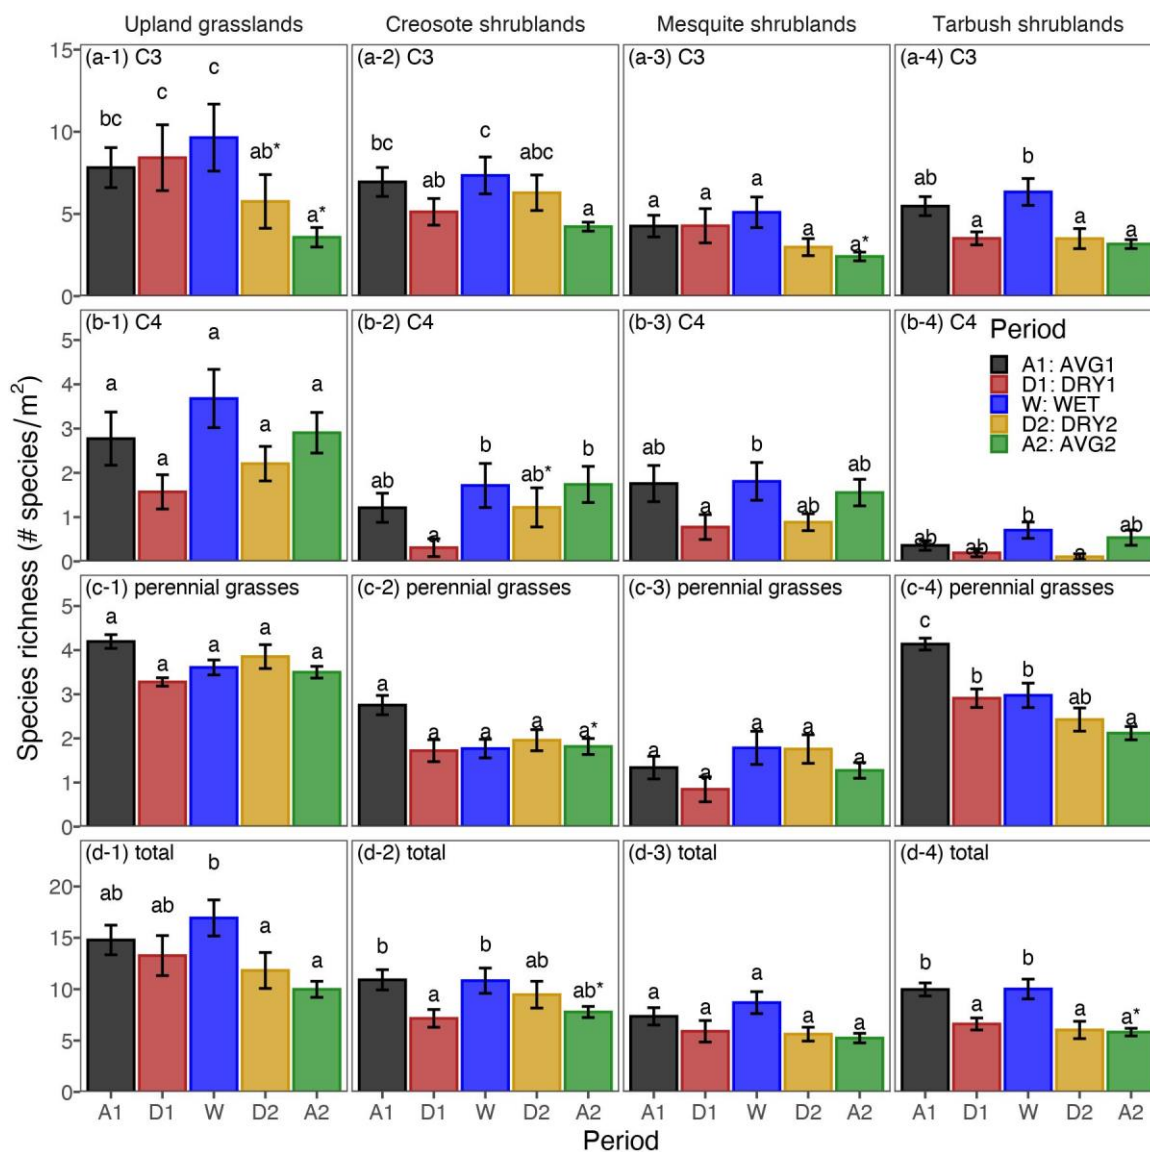 Upland grasslands Creosote shrublands Mesquite shrublands Tarbush shrublands
Species richness (# species/m²)
(a-1) C3 (a-2) C3 (a-3) C3 (a-4) C3
15
10
5
0
bc c c ab* a*
bc ab c abc a
a a a a a*
ab a b a a
(b-1) C4 (b-2) C4 (b-3) C4 (b-4) C4
5
4
3
2
1
0
a a a a a
ab a b ab* b
ab a b ab ab
ab ab b a ab
Period
A1: AVG1
D1: DRY1
W: WET
D2: DRY2
A2: AVG2
(c-1) perennial grasses (c-2) perennial grasses (c-3) perennial grasses (c-4) perennial grasses
5
4
3
2
1
0
a a a a a
a a a a a*
a a a a a
c b b ab a
(d-1) total (d-2) total (d-3) total (d-4) total
20
15
10
5
0
ab ab b a a
b a b ab ab*
a a a a a
b a b a a*
A1 D1 W D2 A2 A1 D1 W D2 A2 A1 D1 W D2 A2 A1 D1 W D2 A2
Period